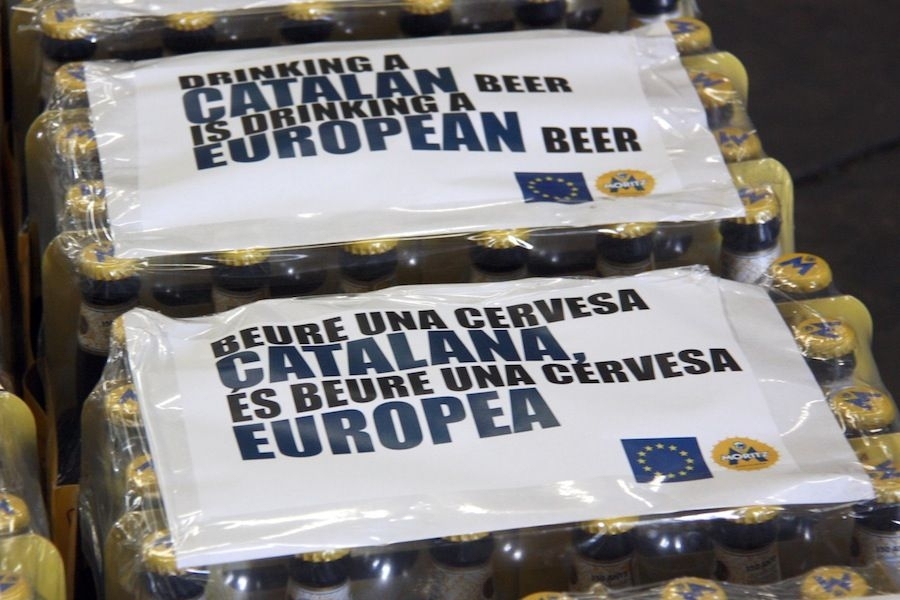 DRINKING A
CATALAN BEER
IS DRINKING A
EUROPEAN BEER
MORITZ
BEURE UNA CERVESA
CATALANA,
ÉS BEURE UNA CERVESA
EUROPEA
MORITZ